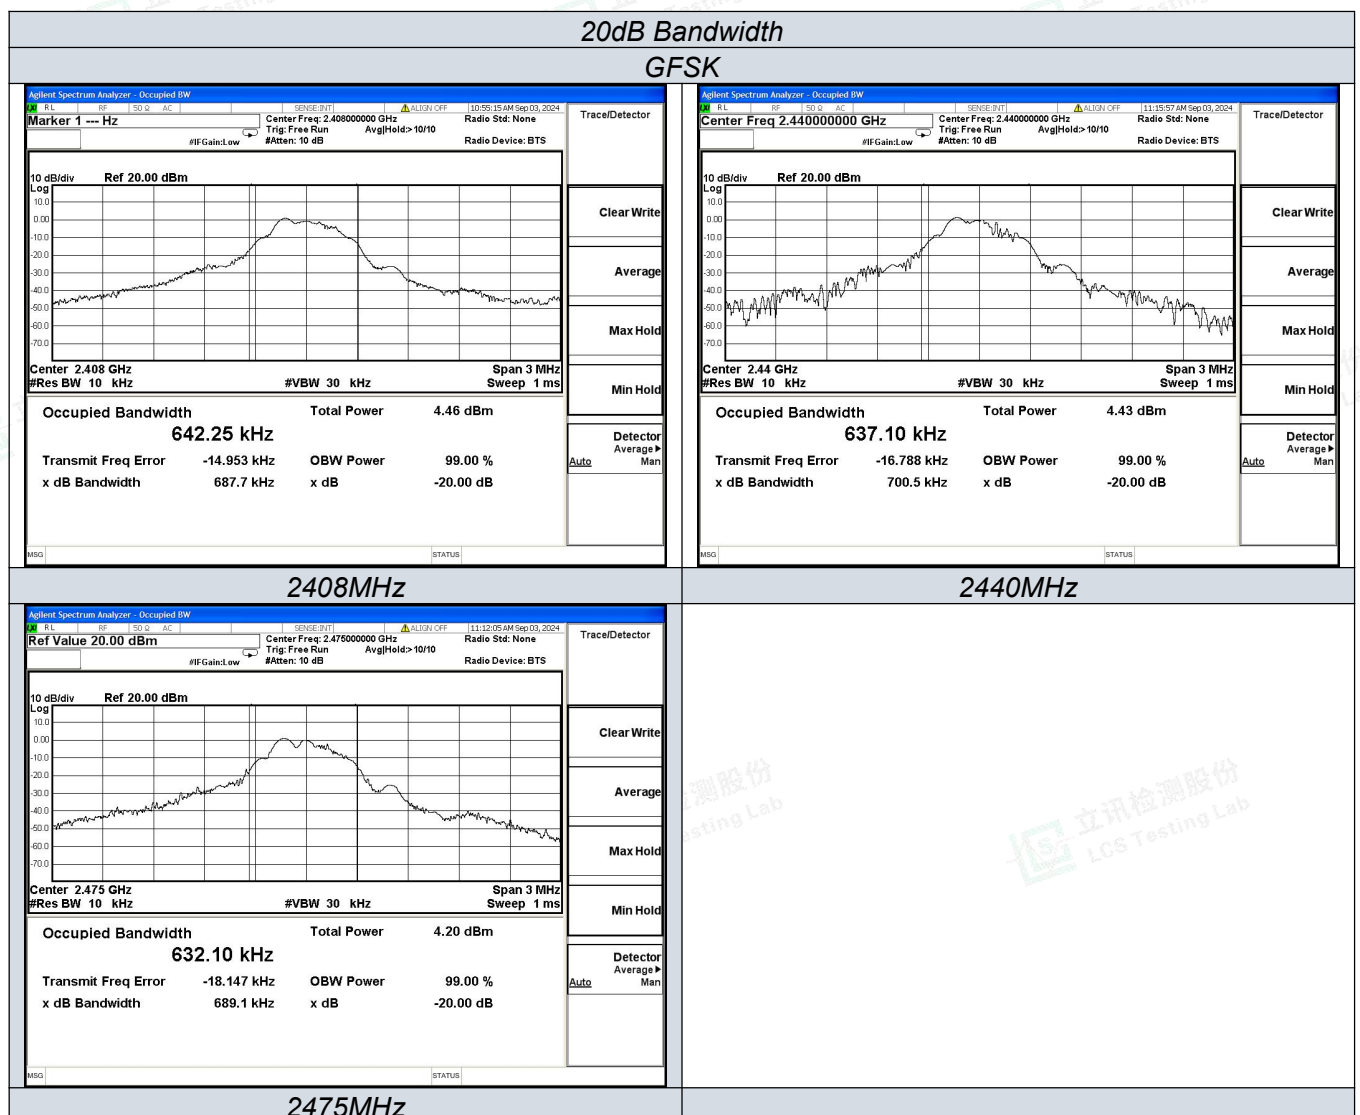 20dB Bandwidth
GFSK
Agilent Spectrum Analyzer - Occupied BW
LXI RL RF 50 Ω AC SENSE:INT ALIGN OFF 10:55:15 AM Sep 03, 2024
Marker 1 --- Hz
Center Freq: 2.408000000 GHz
Radio Std: None
Trig: Free Run Avg|Hold:>10/10
#IFGain:Low #Atten: 10 dB
Radio Device: BTS
Trace/Detector
10 dB/div Ref 20.00 dBm
Log
10.0
0.00
-10.0
-20.0
-30.0
-40.0
-50.0
-60.0
-70.0
Center 2.408 GHz Span 3 MHz
#Res BW 10 kHz #VBW 30 kHz Sweep 1 ms
Occupied Bandwidth Total Power 4.46 dBm
642.25 kHz
Transmit Freq Error -14.953 kHz OBW Power 99.00 %
x dB Bandwidth 687.7 kHz x dB -20.00 dB
Clear Write
Average
Max Hold
Min Hold
Detector
Average
Auto Man
MSG STATUS
2408MHz
Agilent Spectrum Analyzer - Occupied BW
LXI RL RF 50 Ω AC SENSE:INT ALIGN OFF 11:15:57 AM Sep 03, 2024
Center Freq 2.440000000 GHz
Center Freq: 2.440000000 GHz
Radio Std: None
Trig: Free Run Avg|Hold:>10/10
#IFGain:Low #Atten: 10 dB
Radio Device: BTS
Trace/Detector
10 dB/div Ref 20.00 dBm
Log
10.0
0.00
-10.0
-20.0
-30.0
-40.0
-50.0
-60.0
-70.0
Center 2.44 GHz Span 3 MHz
#Res BW 10 kHz #VBW 30 kHz Sweep 1 ms
Occupied Bandwidth Total Power 4.43 dBm
637.10 kHz
Transmit Freq Error -16.788 kHz OBW Power 99.00 %
x dB Bandwidth 700.5 kHz x dB -20.00 dB
Clear Write
Average
Max Hold
Min Hold
Detector
Average
Auto Man
MSG STATUS
2440MHz
Agilent Spectrum Analyzer - Occupied BW
LXI RL RF 50 Ω AC SENSE:INT ALIGN OFF 11:12:05 AM Sep 03, 2024
Ref Value 20.00 dBm
Center Freq: 2.475000000 GHz
Radio Std: None
Trig: Free Run Avg|Hold:>10/10
#IFGain:Low #Atten: 10 dB
Radio Device: BTS
Trace/Detector
10 dB/div Ref 20.00 dBm
Log
10.0
0.00
-10.0
-20.0
-30.0
-40.0
-50.0
-60.0
-70.0
Center 2.475 GHz Span 3 MHz
#Res BW 10 kHz #VBW 30 kHz Sweep 1 ms
Occupied Bandwidth Total Power 4.20 dBm
632.10 kHz
Transmit Freq Error -18.147 kHz OBW Power 99.00 %
x dB Bandwidth 689.1 kHz x dB -20.00 dB
Clear Write
Average
Max Hold
Min Hold
Detector
Average
Auto Man
MSG STATUS
2475MHz
立讯检测股份
LCS Testing Lab